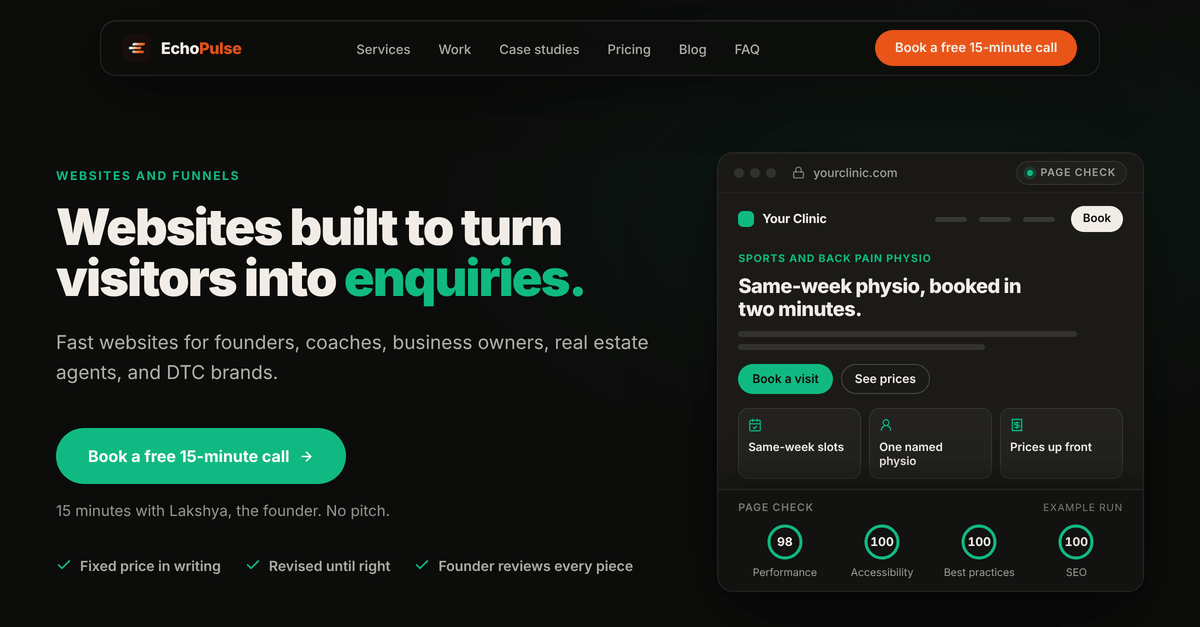 EchoPulse
Services
Work
Case studies
Pricing
Blog
FAQ
Book a free 15-minute call
WEBSITES AND FUNNELS
Websites built to turn
visitors into enquiries.
Fast websites for founders, coaches, business owners, real estate
agents, and DTC brands.
Book a free 15-minute call →
15 minutes with Lakshya, the founder. No pitch.
Fixed price in writing
Revised until right
Founder reviews every piece
yourclinic.com
PAGE CHECK
Your Clinic
Book
SPORTS AND BACK PAIN PHYSIO
Same-week physio, booked in
two minutes.
Book a visit
See prices
Same-week slots
One named
physio
Prices up front
PAGE CHECK
EXAMPLE RUN
98
100
100
100
Performance
Accessibility
Best practices
SEO